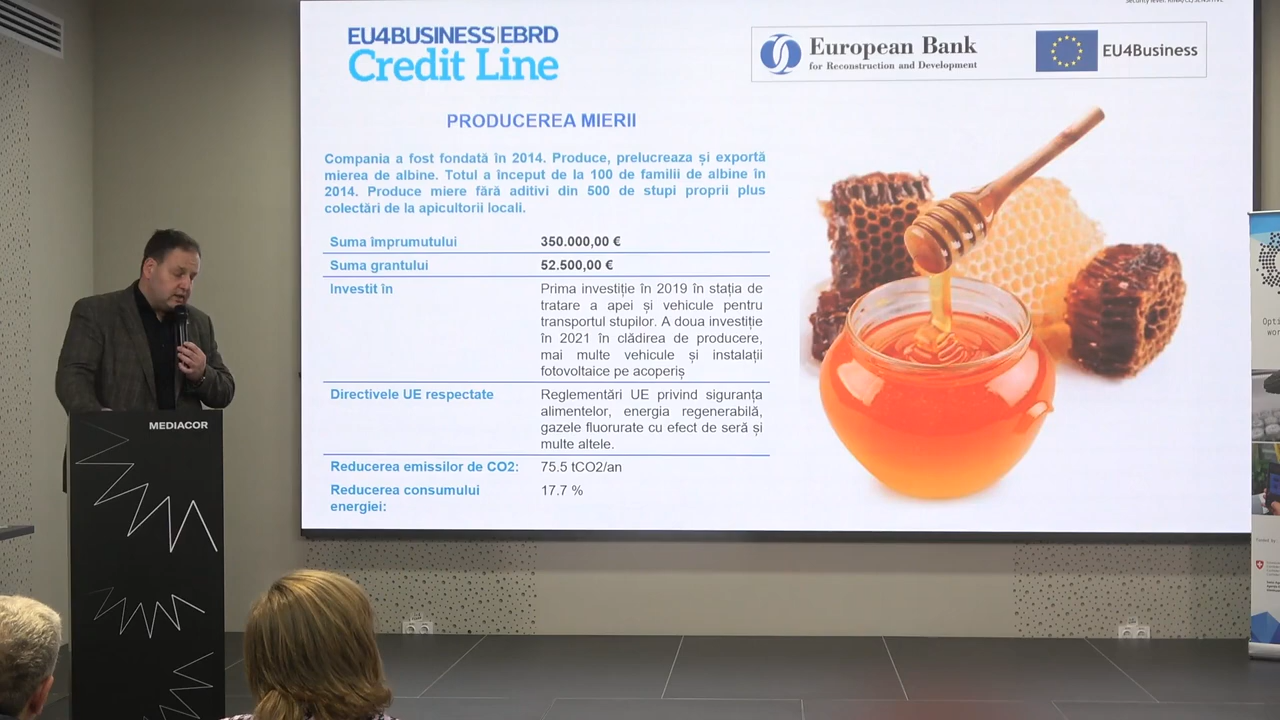 EU4BUSINESS|EBRD
Credit Line
European Bank
for Reconstruction and Development
EU4Business
PRODUCEREA MIERII
Compania a fost fondată în 2014. Produce, prelucreaza și exportă
mierea de albine. Totul a început de la 100 de familii de albine în
2014. Produce miere fără aditivi din 500 de stupi proprii plus
colectări de la apicultorii locali.
Suma împrumutului 350.000,00 €
Suma grantului 52.500,00 €
Investit în Prima investiție în 2019 în stația de
tratare a apei și vehicule pentru
transportul stupilor. A doua investiție
în 2021 în clădirea de producere,
mai multe vehicule și instalații
fotovoltaice pe acoperiș
Directivele UE respectate Reglementări UE privind siguranța
alimentelor, energia regenerabilă,
gazele fluorurate cu efect de seră și
multe altele.
Reducerea emissilor de CO2: 75.5 tCO2/an
Reducerea consumului 17.7 %
energiei:
MEDIACOR